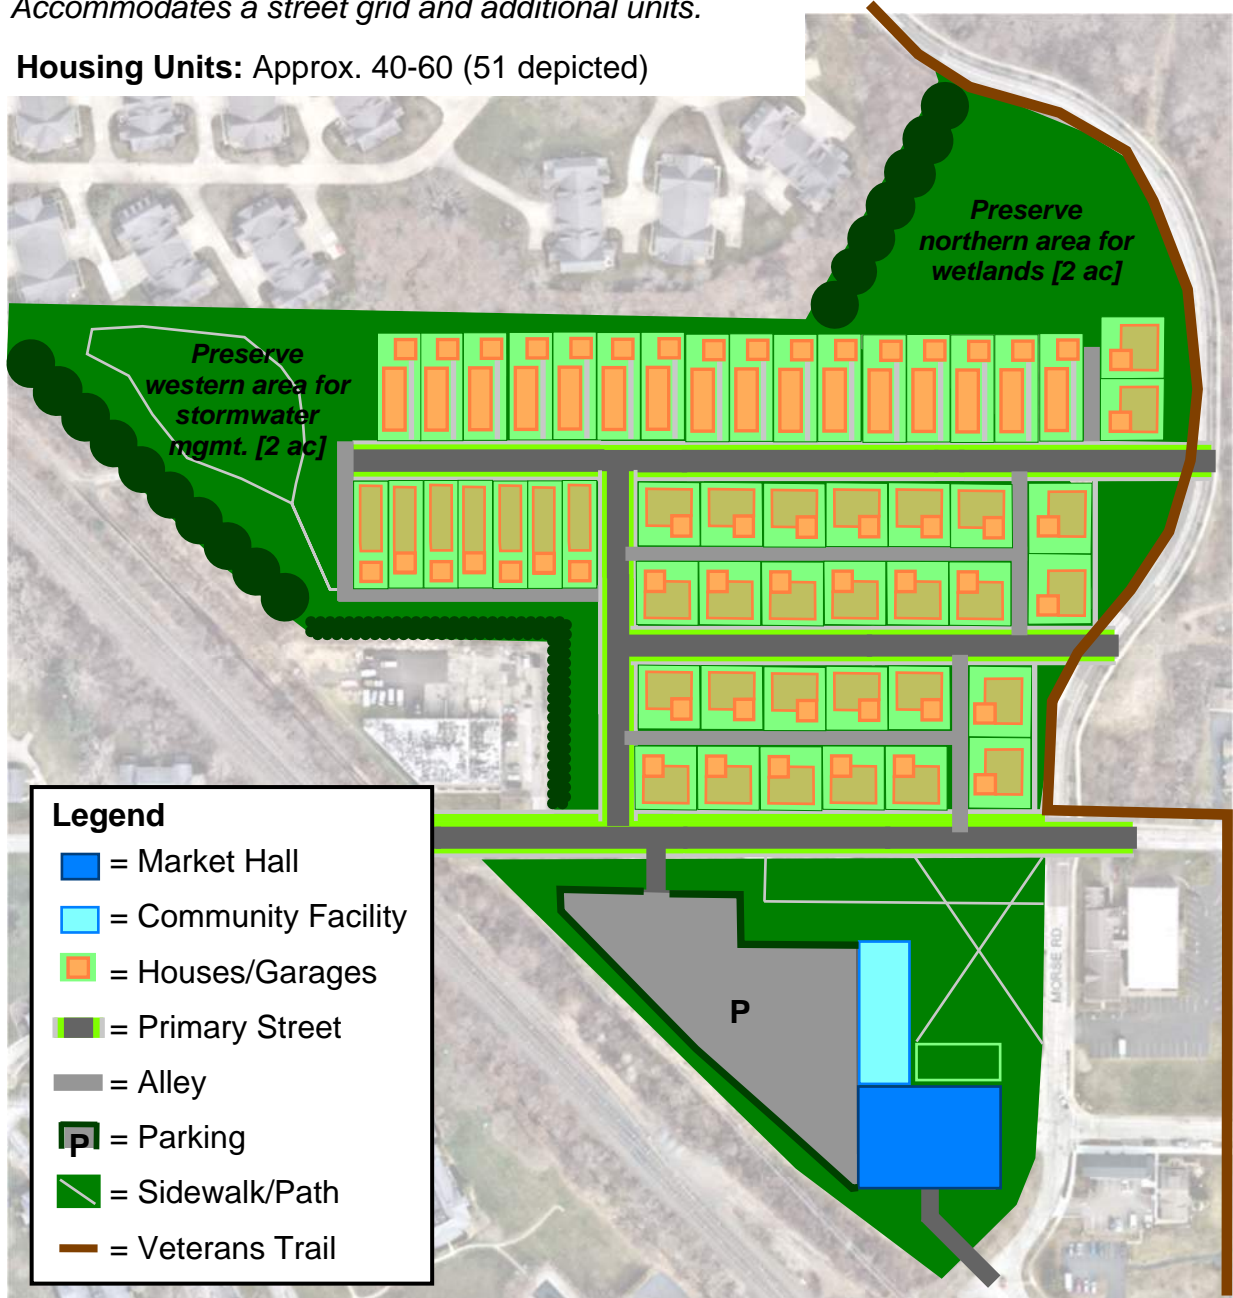 Accommodates a street grid and additional units.
Housing Units: Approx. 40-60 (51 depicted)
Preserve
northern area for
wetlands [2 ac]
Preserve
western area for
stormwater
mgmt. [2 ac]
Legend
= Market Hall
= Community Facility
= Houses/Garages
= Primary Street
= Alley
P = Parking
= Sidewalk/Path
= Veterans Trail
P
MORSE RD.